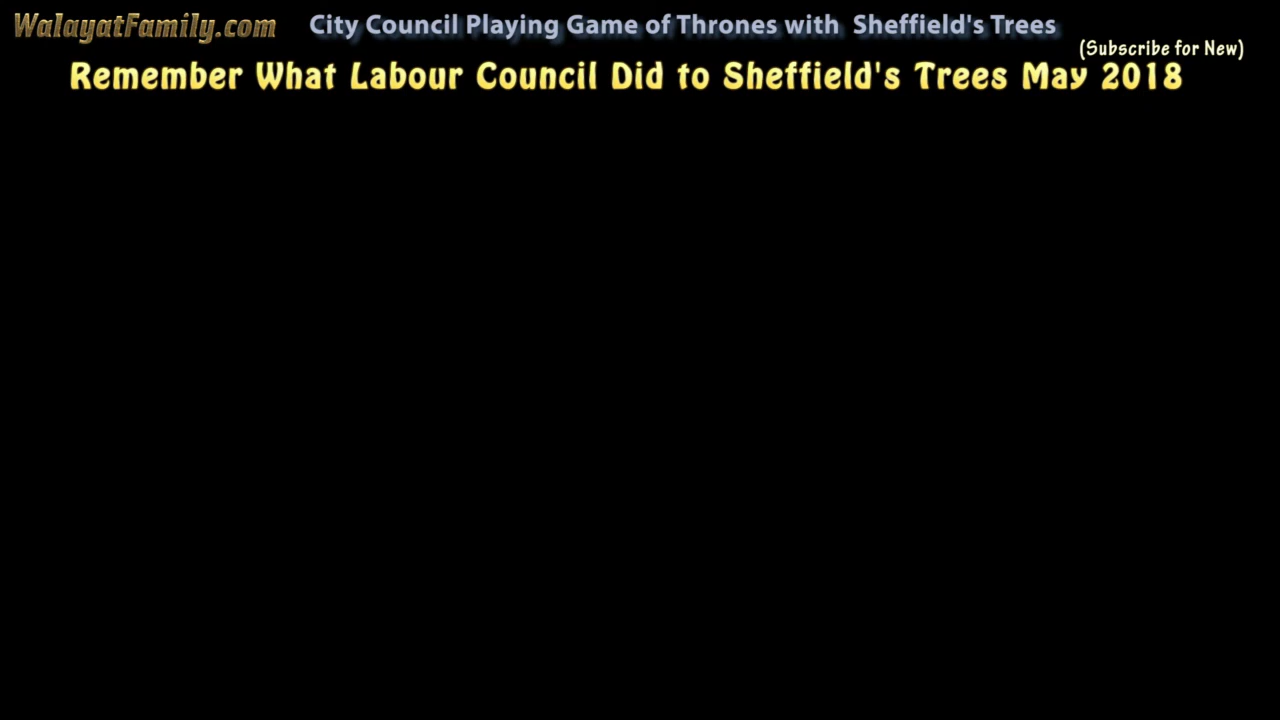 WalayatFamily.com
City Council Playing Game of Thrones with Sheffield's Trees
(Subscribe for New)
Remember What Labour Council Did to Sheffield's Trees May 2018